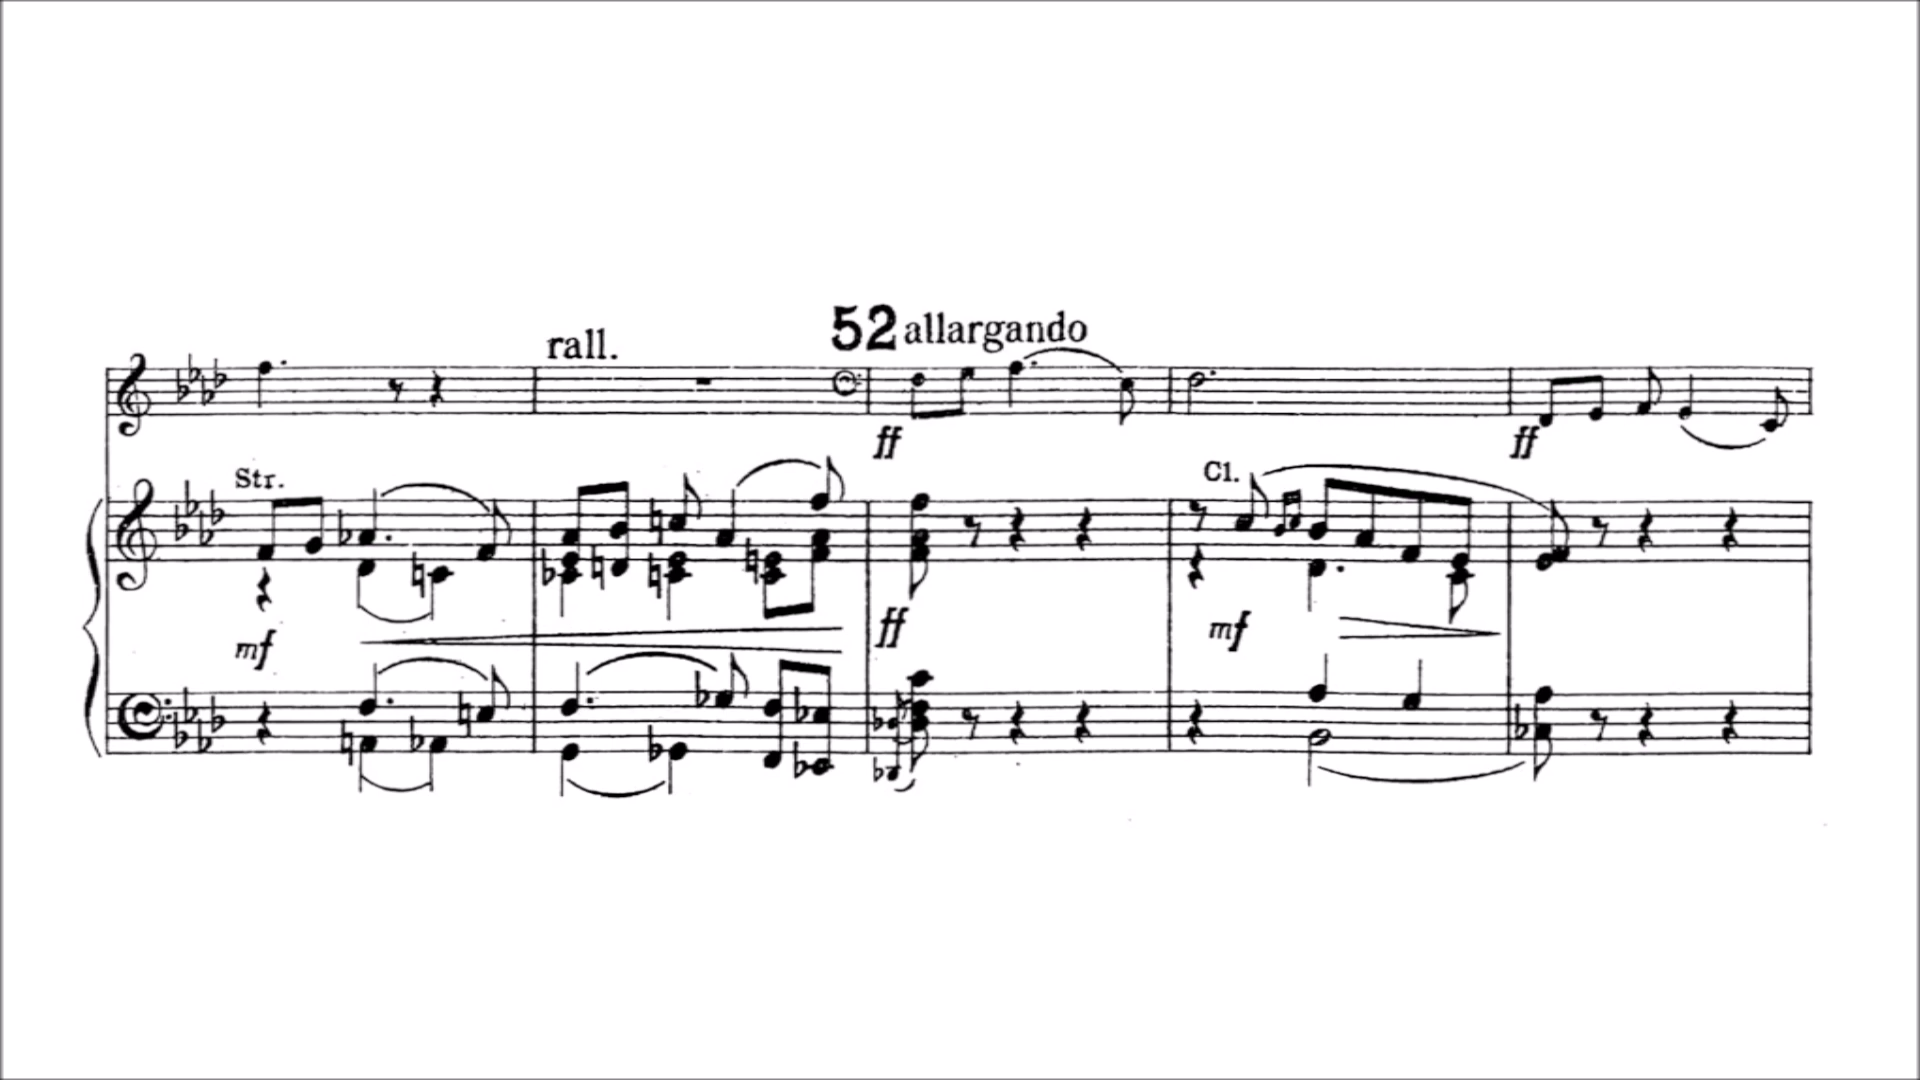 rall.
52 allargando
ff
ff
Str.
Cl.
mf
ff
mf